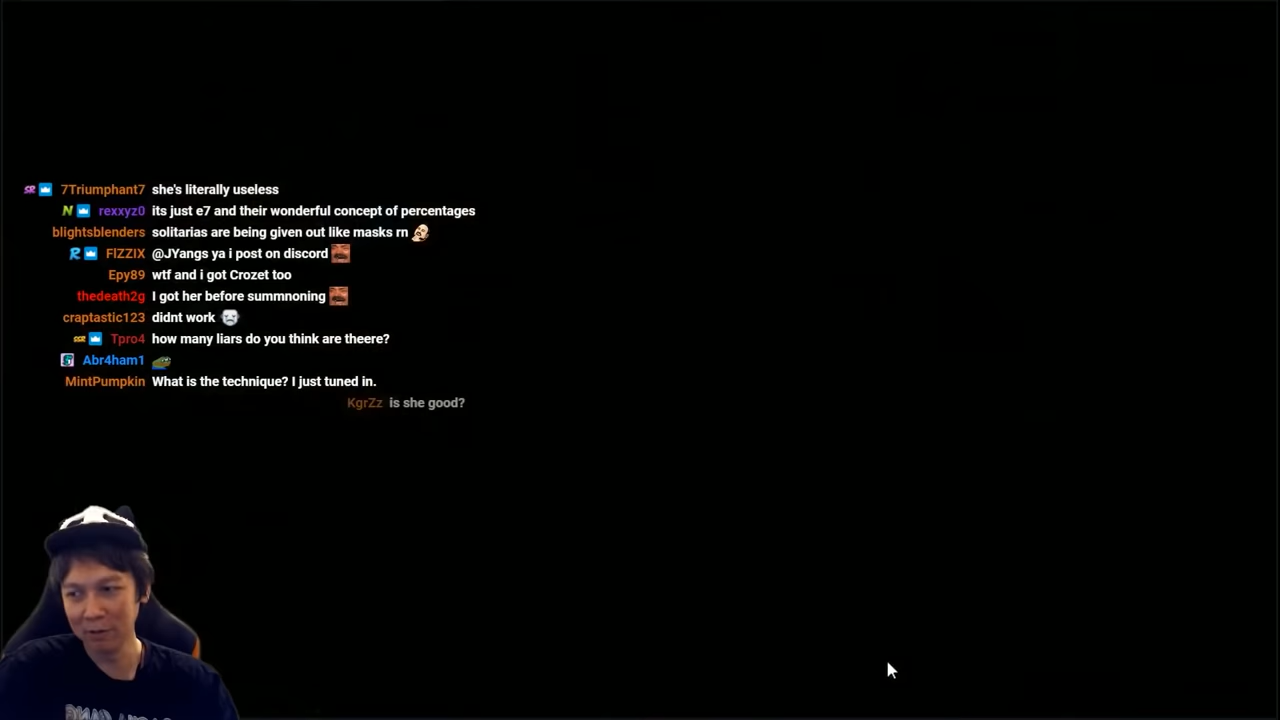 7Triumphant7 she's literally useless
rexxyz0 its just e7 and their wonderful concept of percentages
blightsblenders solitarias are being given out like masks rn
FIZZIX @JYangs ya i post on discord
Epy89 wtf and i got Crozet too
thedeath2g I got her before summnoning
craptastic123 didnt work
Tpro4 how many liars do you think are theere?
Abr4ham1
MintPumpkin What is the technique? I just tuned in.
KgrZz is she good?